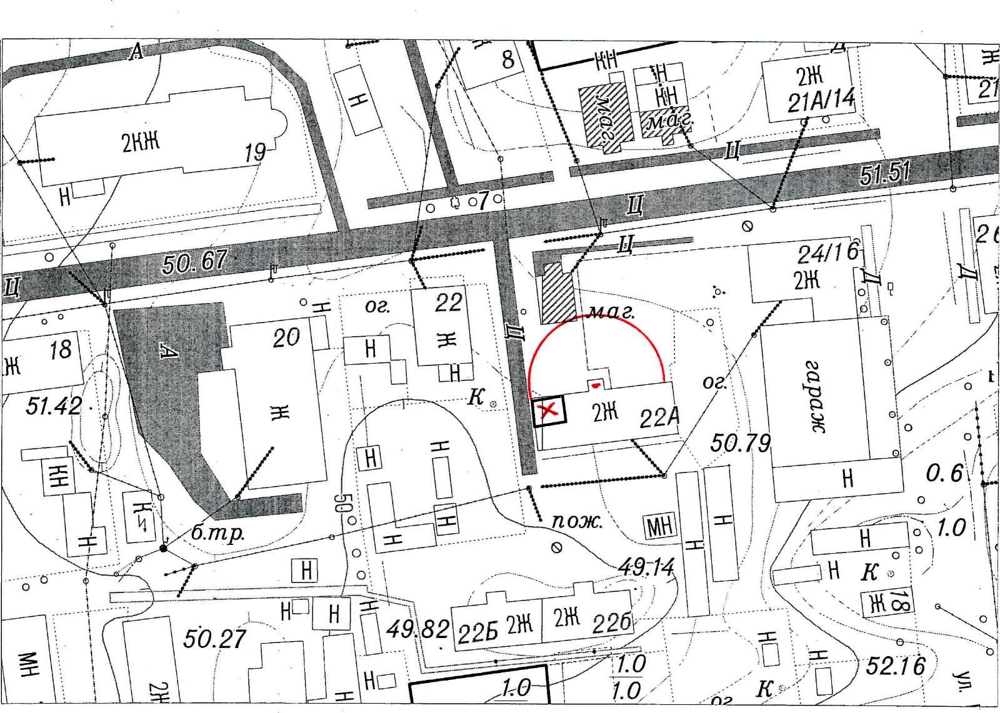 А
8
КН
Н
КН
2Ж
21А/14
Ж
21
Н
маг.
маг.
2КЖ
19
Н
Ц
Ц
51.51
7
Ц
50.67
Ц
24/16
2Ж
Д
Д
Ц
Н
ог.
22
Ж
Н
Н
маг.
Ц
18
Ж
А
20
Ж
51.42
К
2Ж
22А
ог.
50.79
гараж
Н
КН
Н
Н
Н
Н
Н
Н
50
К
б.тр.
пож.
МН
Н
Н
0.6
1.0
Н
Н
К
Ж
18
49.14
Н
Н
Н
Н
50.27
49.82
22Б
2Ж
2Ж
22б
МН
2Ж
Н
Н
1.0
1.0
1.0
Н
Н
К
52.16
ул.
ог.